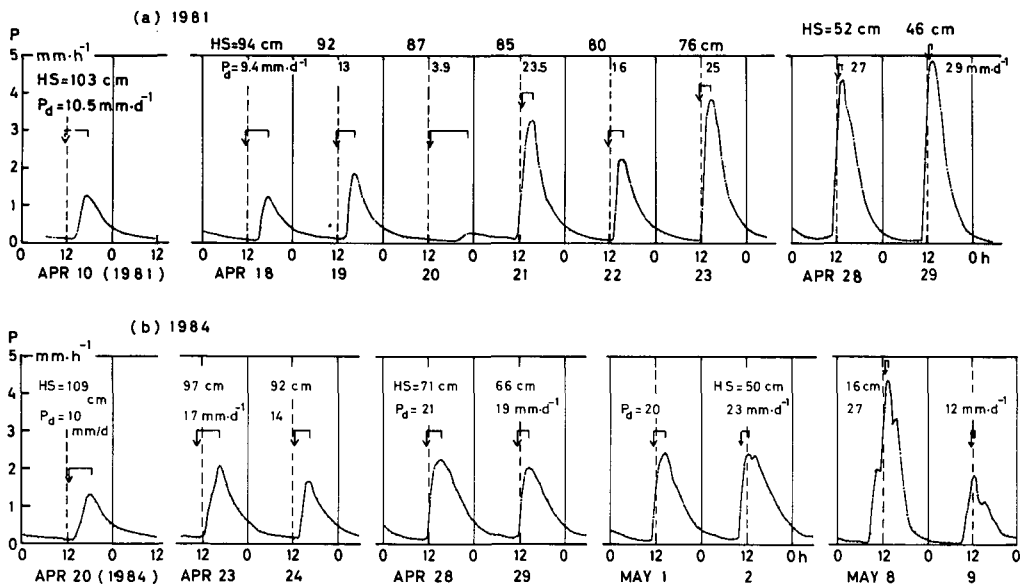 (a) 1981
P
mm·h⁻¹
HS=103 cm
P_d=10.5 mm·d⁻¹
5
4
3
2
1
0
12 0 12
APR 10 (1981)
HS=94 cm 92 87 85 80 76 cm
P_d=9.4 mm·d⁻¹ 13 3.9 23.5 16 25
0 12 0 12 0 12 0 12 0 12 0 12 0
APR 18 19 20 21 22 23
HS=52 cm 46 cm
27 29 mm·d⁻¹
0 12 0 12 0 h
APR 28 29
(b) 1984
P
mm·h⁻¹
HS=109 cm
P_d=10 mm/d
5
4
3
2
1
0
12 0 12
APR 20 (1984)
97 cm 92 cm
17 mm·d⁻¹ 14
12 0 12 0
APR 23 24
HS=71 cm 66 cm
P_d=21 19 mm·d⁻¹
0 12 0 12 0
APR 28 29
HS=50 cm
P_d=20 23 mm·d⁻¹
0 12 0 12 0 h
MAY 1 2
16 cm
27 12 mm·d⁻¹
0 12 0 12 0
MAY 8 9